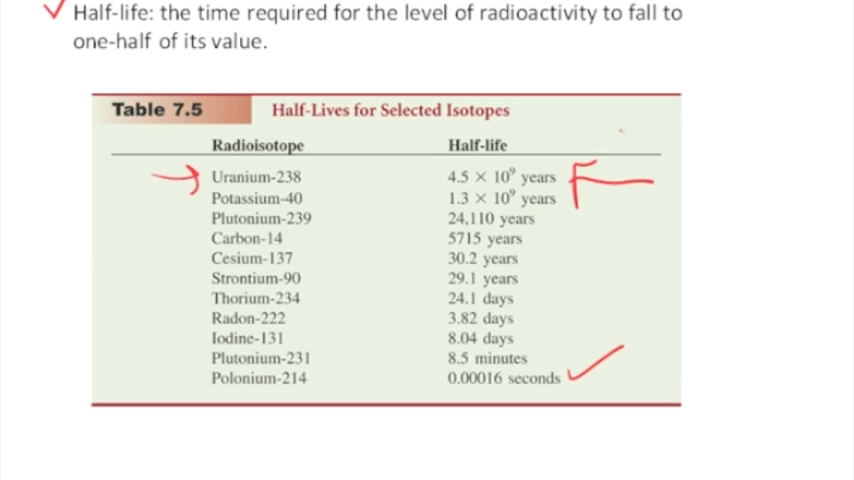 Half-life: the time required for the level of radioactivity to fall to
one-half of its value.
Table 7.5 Half-Lives for Selected Isotopes
Radioisotope Half-life
Uranium-238 4.5 × 10⁹ years
Potassium-40 1.3 × 10⁹ years
Plutonium-239 24,110 years
Carbon-14 5715 years
Cesium-137 30.2 years
Strontium-90 29.1 years
Thorium-234 24.1 days
Radon-222 3.82 days
Iodine-131 8.04 days
Plutonium-231 8.5 minutes
Polonium-214 0.00016 seconds